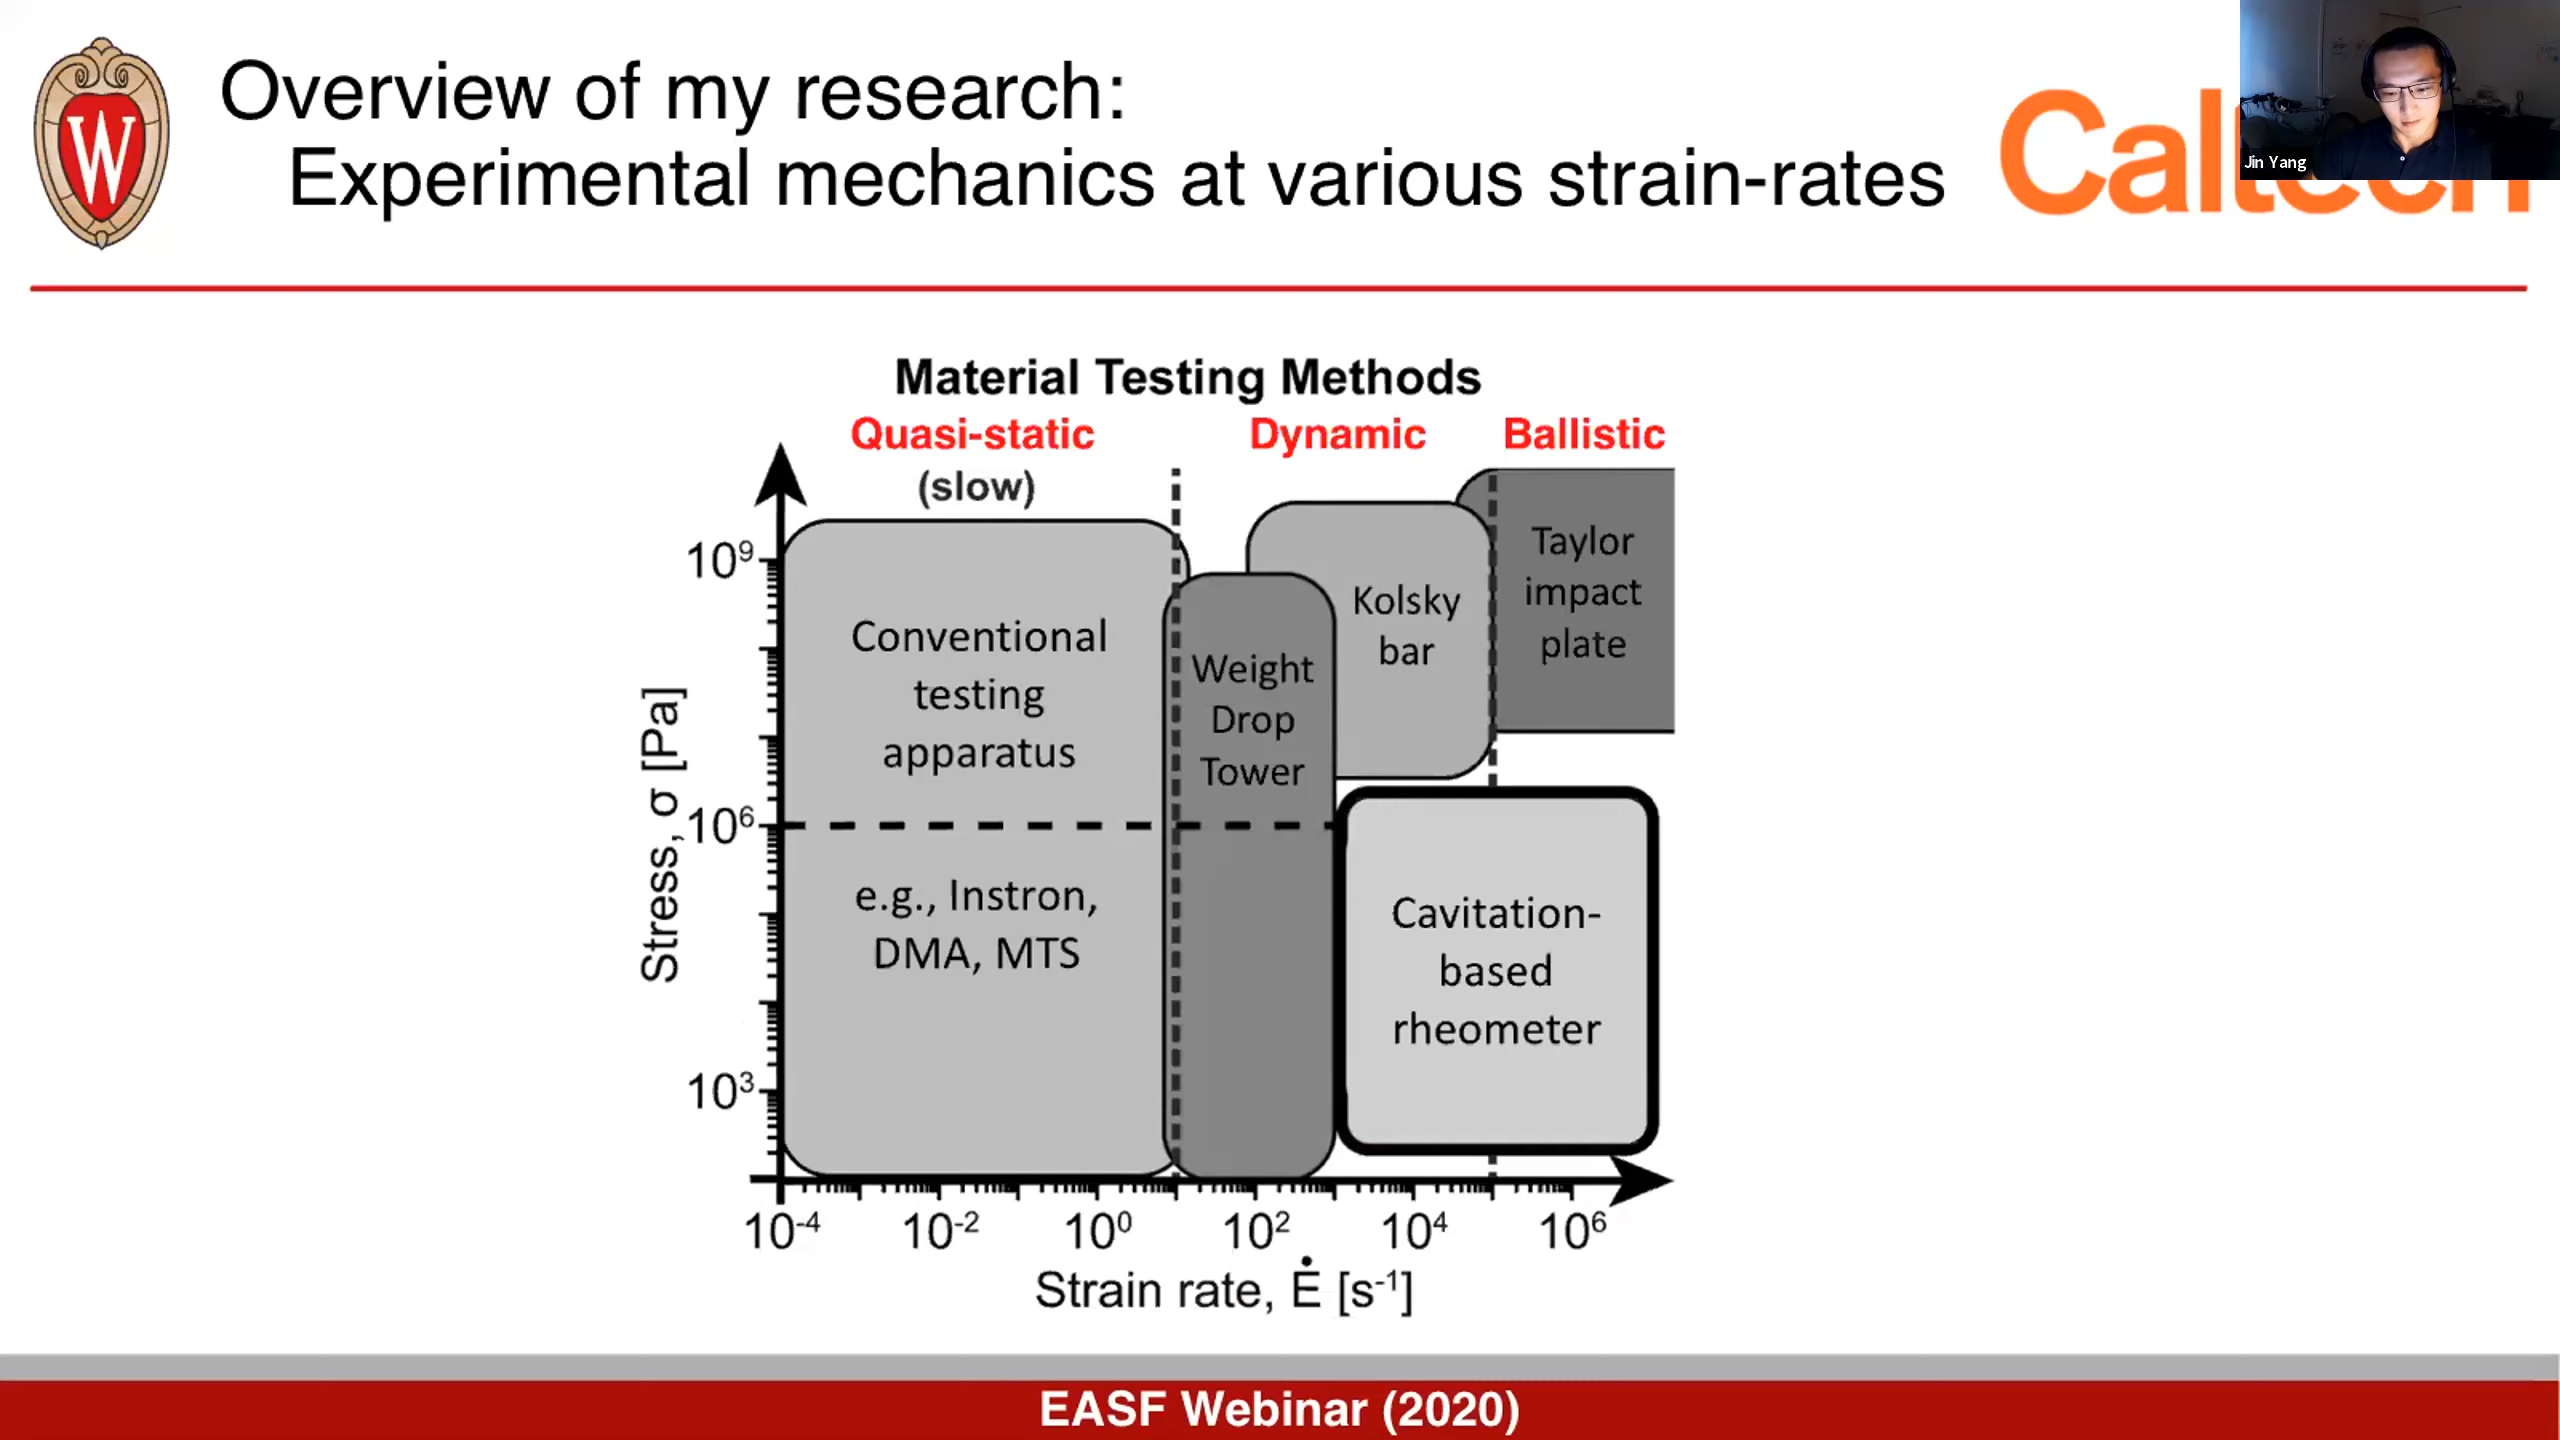 W
Overview of my research:
Experimental mechanics at various strain-rates
Caltech
Jin Yang
Material Testing Methods
Quasi-static
(slow)
Dynamic
Ballistic
Stress, σ [Pa]
10⁹
10⁶
10³
Conventional
testing
apparatus
e.g., Instron,
DMA, MTS
Weight
Drop
Tower
Kolsky
bar
Taylor
impact
plate
Cavitation-
based
rheometer
10⁻⁴ 10⁻² 10⁰ 10² 10⁴ 10⁶
Strain rate, Ė [s⁻¹]
EASF Webinar (2020)